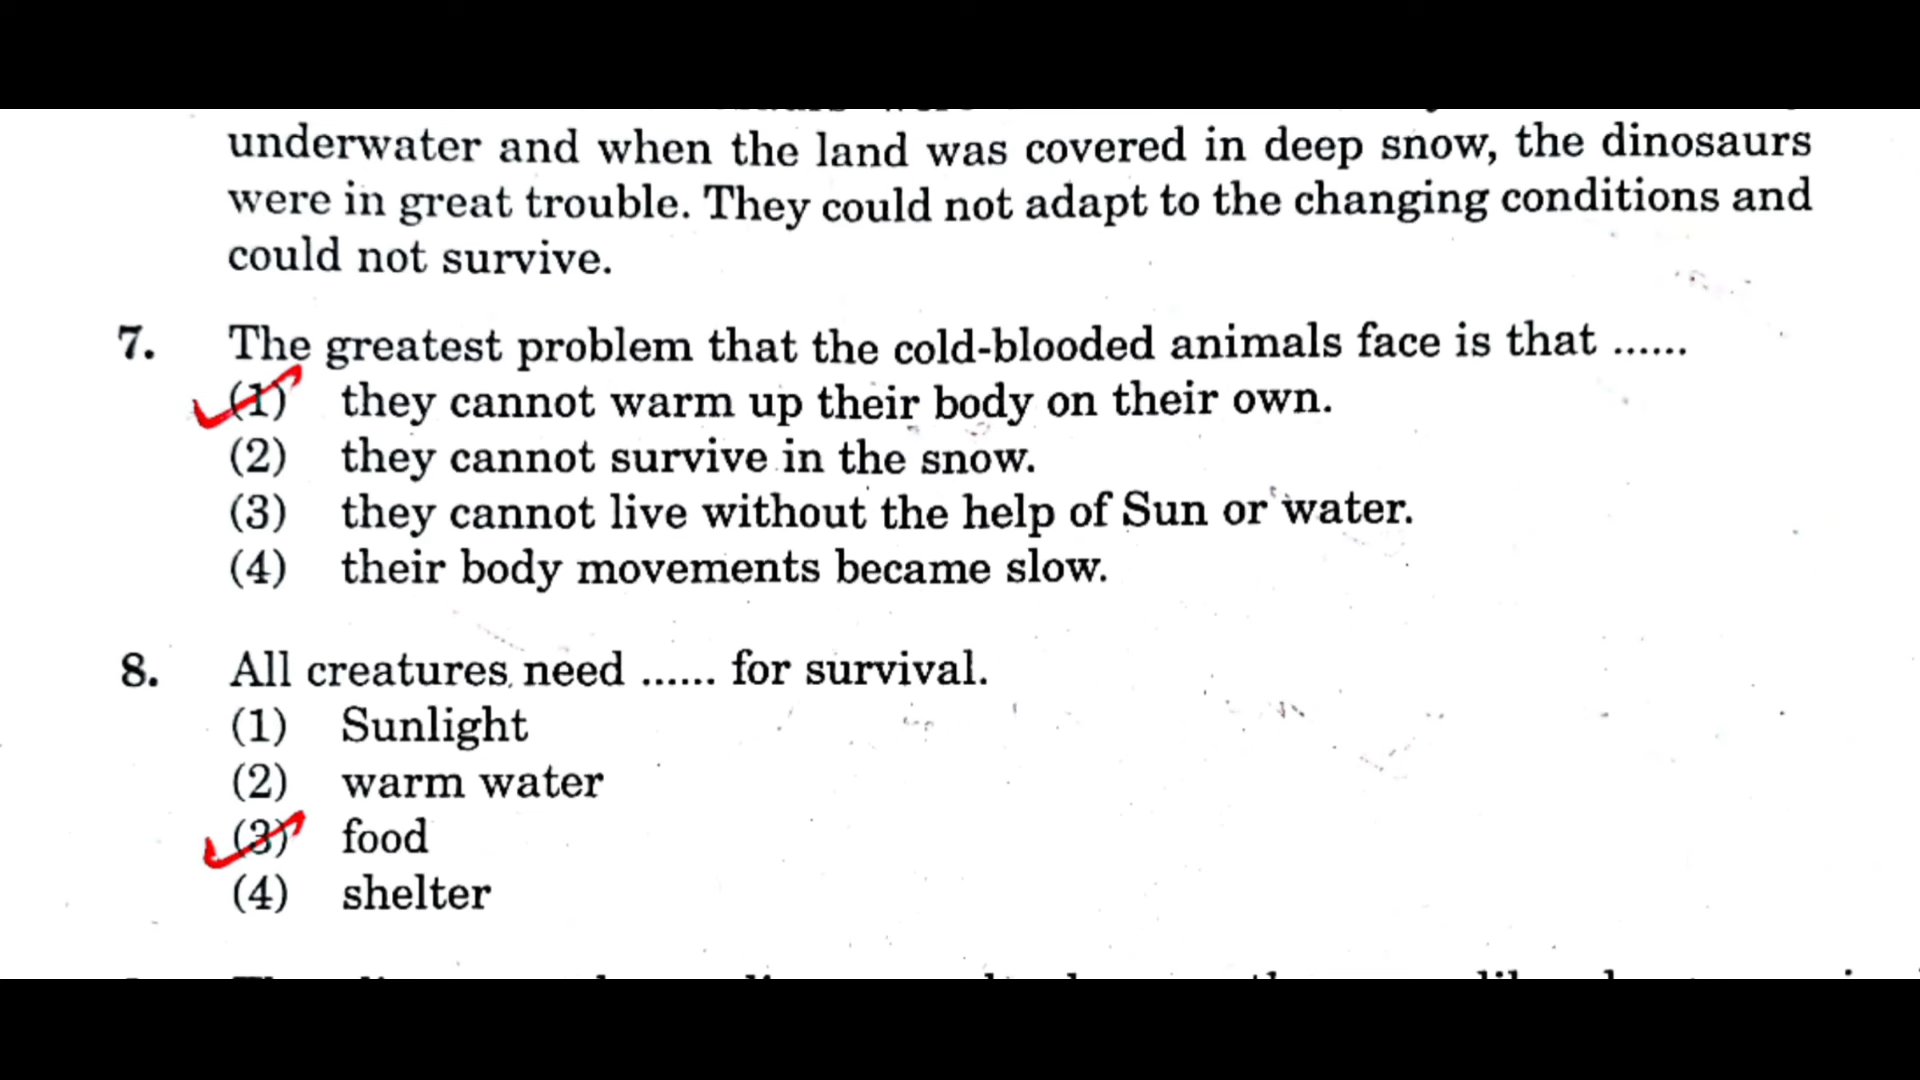 underwater and when the land was covered in deep snow, the dinosaurs
were in great trouble. They could not adapt to the changing conditions and
could not survive.
7. The greatest problem that the cold-blooded animals face is that ......
(1) they cannot warm up their body on their own.
(2) they cannot survive in the snow.
(3) they cannot live without the help of Sun or water.
(4) their body movements became slow.
8. All creatures need ...... for survival.
(1) Sunlight
(2) warm water
(3) food
(4) shelter